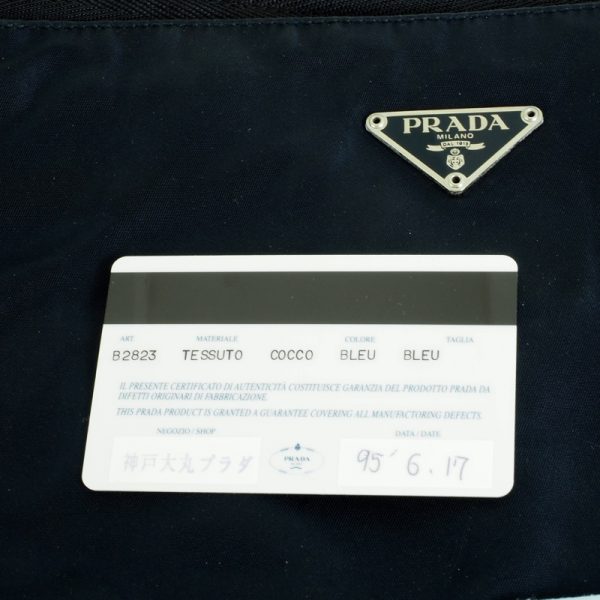 PRADA
MILANO
DAL 1913
ART MATERIALE COLORE TAGLIA
B2823 TESSUTO COCCO BLEU BLEU
IL PRESENTE CERTIFICATO DI AUTENTICITÀ COSTITUISCE GARANZIA DEL PRODOTTO PRADA DA
DIFETTI ORIGINARI DI FABBRICAZIONE.
THIS PRADA PRODUCT IS GRANTED A GUARANTEE COVERING ALL MANUFACTORING DEFECTS.
NEGOZIO / SHOP DATA / DATE
神戸大丸プラダ PRADA 95' 6.17